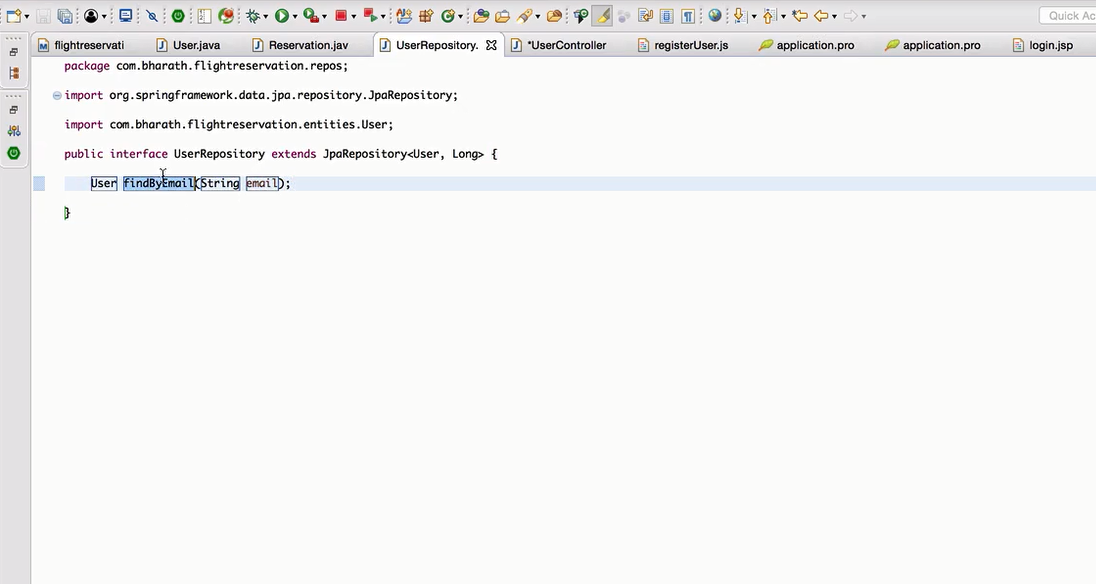 Quick Ac
flightreservati
User.java
Reservation.jav
UserRepository.
*UserController
registerUser.js
application.pro
application.pro
login.jsp
package com.bharath.flightreservation.repos;
import org.springframework.data.jpa.repository.JpaRepository;
import com.bharath.flightreservation.entities.User;
public interface UserRepository extends JpaRepository<User, Long> {
User findByEmail(String email);
}